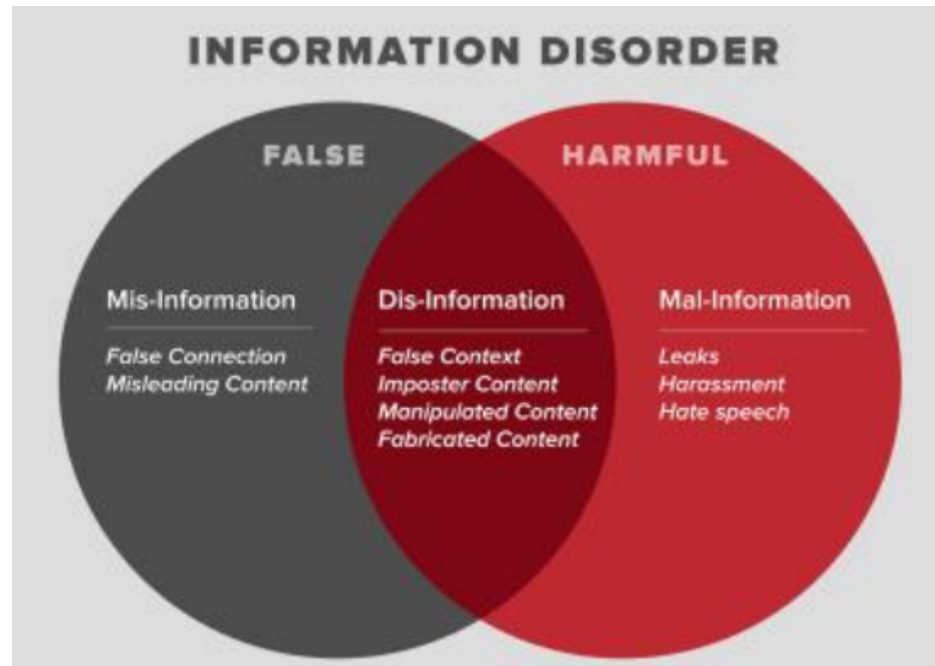 INFORMATION DISORDER
FALSE
HARMFUL
Mis-Information
False Connection
Misleading Content
Dis-Information
False Context
Imposter Content
Manipulated Content
Fabricated Content
Mal-Information
Leaks
Harassment
Hate speech